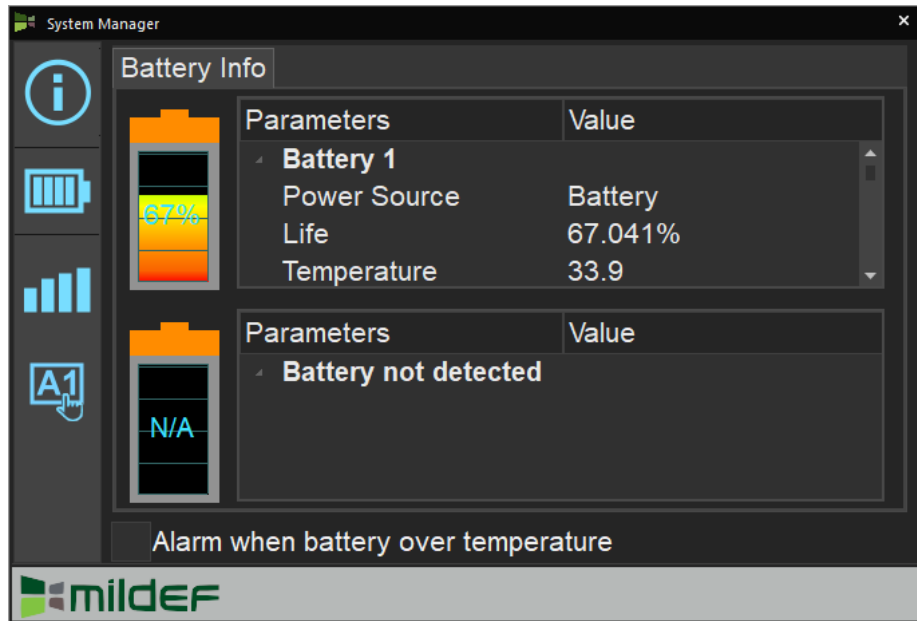 System Manager
Battery Info
67%
Parameters Value
Battery 1
Power Source Battery
Life 67.041%
Temperature 33.9
N/A
Parameters Value
Battery not detected
A1
Alarm when battery over temperature
mildef